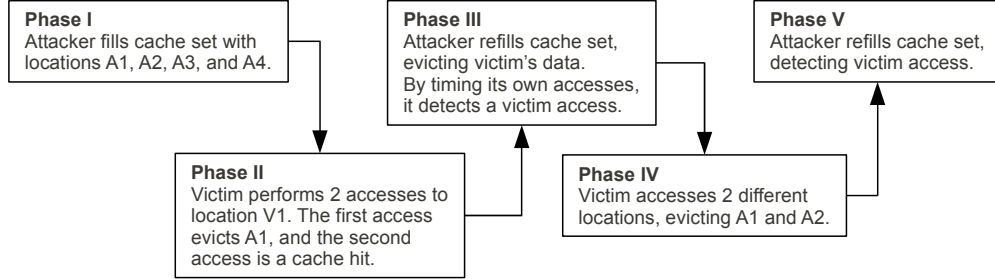 Phase I
Attacker fills cache set with
locations A1, A2, A3, and A4.
Phase II
Victim performs 2 accesses to
location V1. The first access
evicts A1, and the second
access is a cache hit.
Phase III
Attacker refills cache set,
evicting victim's data.
By timing its own accesses,
it detects a victim access.
Phase IV
Victim accesses 2 different
locations, evicting A1 and A2.
Phase V
Attacker refills cache set,
detecting victim access.